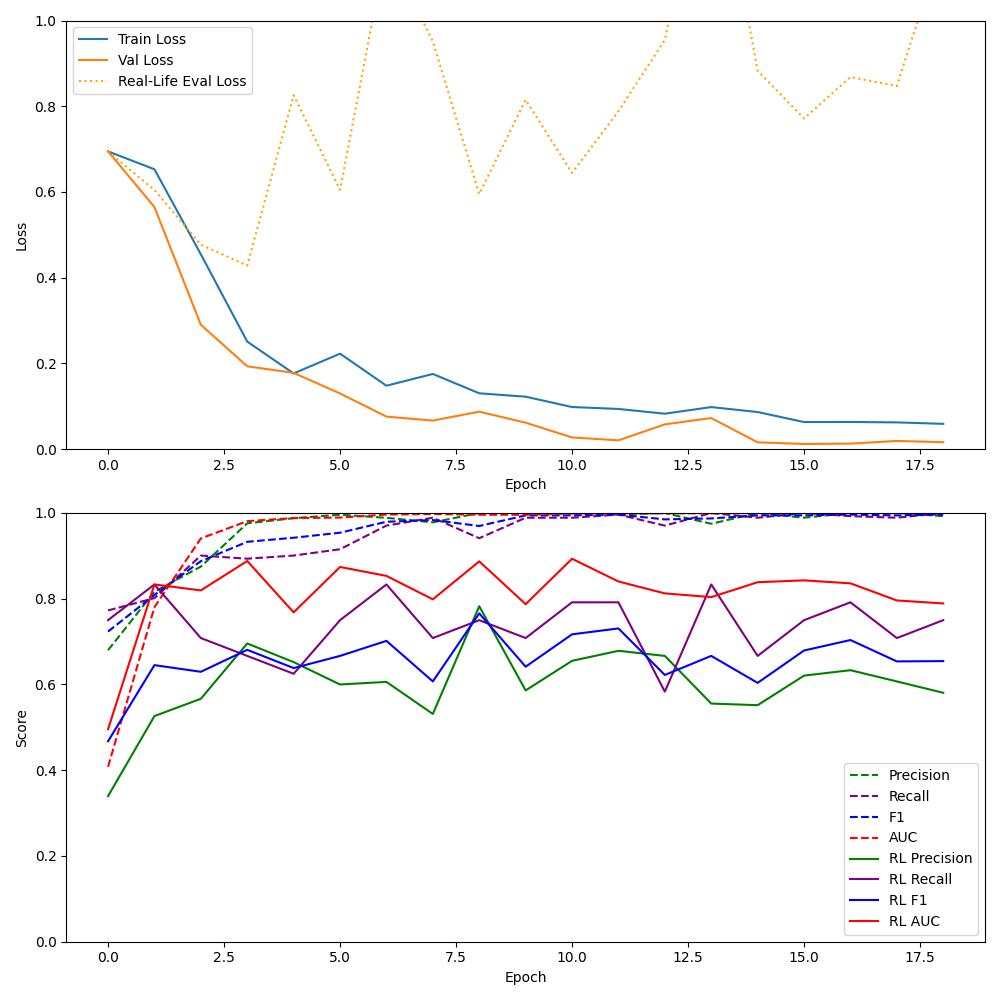 1.0
0.8
0.6
0.4
0.2
0.0
Loss
Train Loss
Val Loss
Real-Life Eval Loss
0.0 2.5 5.0 7.5 10.0 12.5 15.0 17.5
Epoch
1.0
0.8
0.6
0.4
0.2
0.0
Score
Precision
Recall
F1
AUC
RL Precision
RL Recall
RL F1
RL AUC
0.0 2.5 5.0 7.5 10.0 12.5 15.0 17.5
Epoch